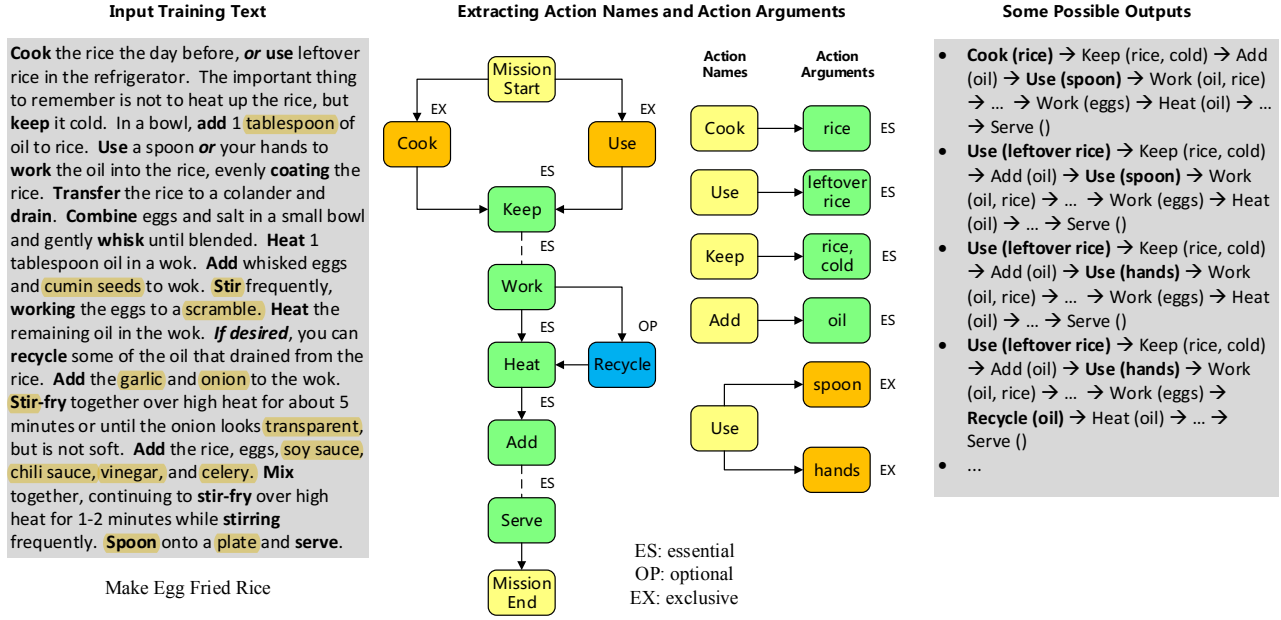 Input Training Text
Cook the rice the day before, or use leftover
rice in the refrigerator. The important thing
to remember is not to heat up the rice, but
keep it cold. In a bowl, add 1 tablespoon of
oil to rice. Use a spoon or your hands to
work the oil into the rice, evenly coating the
rice. Transfer the rice to a colander and
drain. Combine eggs and salt in a small bowl
and gently whisk until blended. Heat 1
tablespoon oil in a wok. Add whisked eggs
and cumin seeds to wok. Stir frequently,
working the eggs to a scramble. Heat the
remaining oil in the wok. If desired, you can
recycle some of the oil that drained from the
rice. Add the garlic and onion to the wok.
Stir-fry together over high heat for about 5
minutes or until the onion looks transparent,
but is not soft. Add the rice, eggs, soy sauce,
chili sauce, vinegar, and celery. Mix
together, continuing to stir-fry over high
heat for 1-2 minutes while stirring
frequently. Spoon onto a plate and serve.
Make Egg Fried Rice
Extracting Action Names and Action Arguments
Mission
Start
EX
EX
Cook
Use
ES
Keep
ES
Work
ES
OP
Heat
Recycle
ES
Add
ES
Serve
Mission
End
Action
Names
Action
Arguments
Cook
rice
ES
Use
leftover
rice
ES
Keep
rice,
cold
ES
Add
oil
ES
spoon
EX
Use
hands
EX
ES: essential
OP: optional
EX: exclusive
Some Possible Outputs
• Cook (rice) → Keep (rice, cold) → Add
(oil) → Use (spoon) → Work (oil, rice)
→ ... → Work (eggs) → Heat (oil) → ...
→ Serve ()
• Use (leftover rice) → Keep (rice, cold)
→ Add (oil) → Use (spoon) → Work
(oil, rice) → ... → Work (eggs) → Heat
(oil) → ... → Serve ()
• Use (leftover rice) → Keep (rice, cold)
→ Add (oil) → Use (hands) → Work
(oil, rice) → ... → Work (eggs) → Heat
(oil) → ... → Serve ()
• Use (leftover rice) → Keep (rice, cold)
→ Add (oil) → Use (hands) → Work
(oil, rice) → ... → Work (eggs) →
Recycle (oil) → Heat (oil) → ... →
Serve ()
• ...